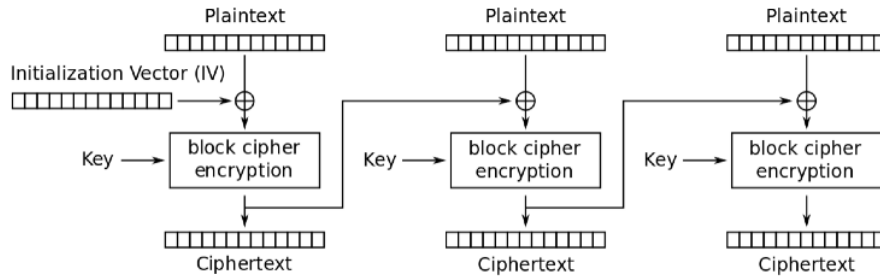 Plaintext
Plaintext
Plaintext
Initialization Vector (IV)
Key
block cipher
encryption
Key
block cipher
encryption
Key
block cipher
encryption
Ciphertext
Ciphertext
Ciphertext